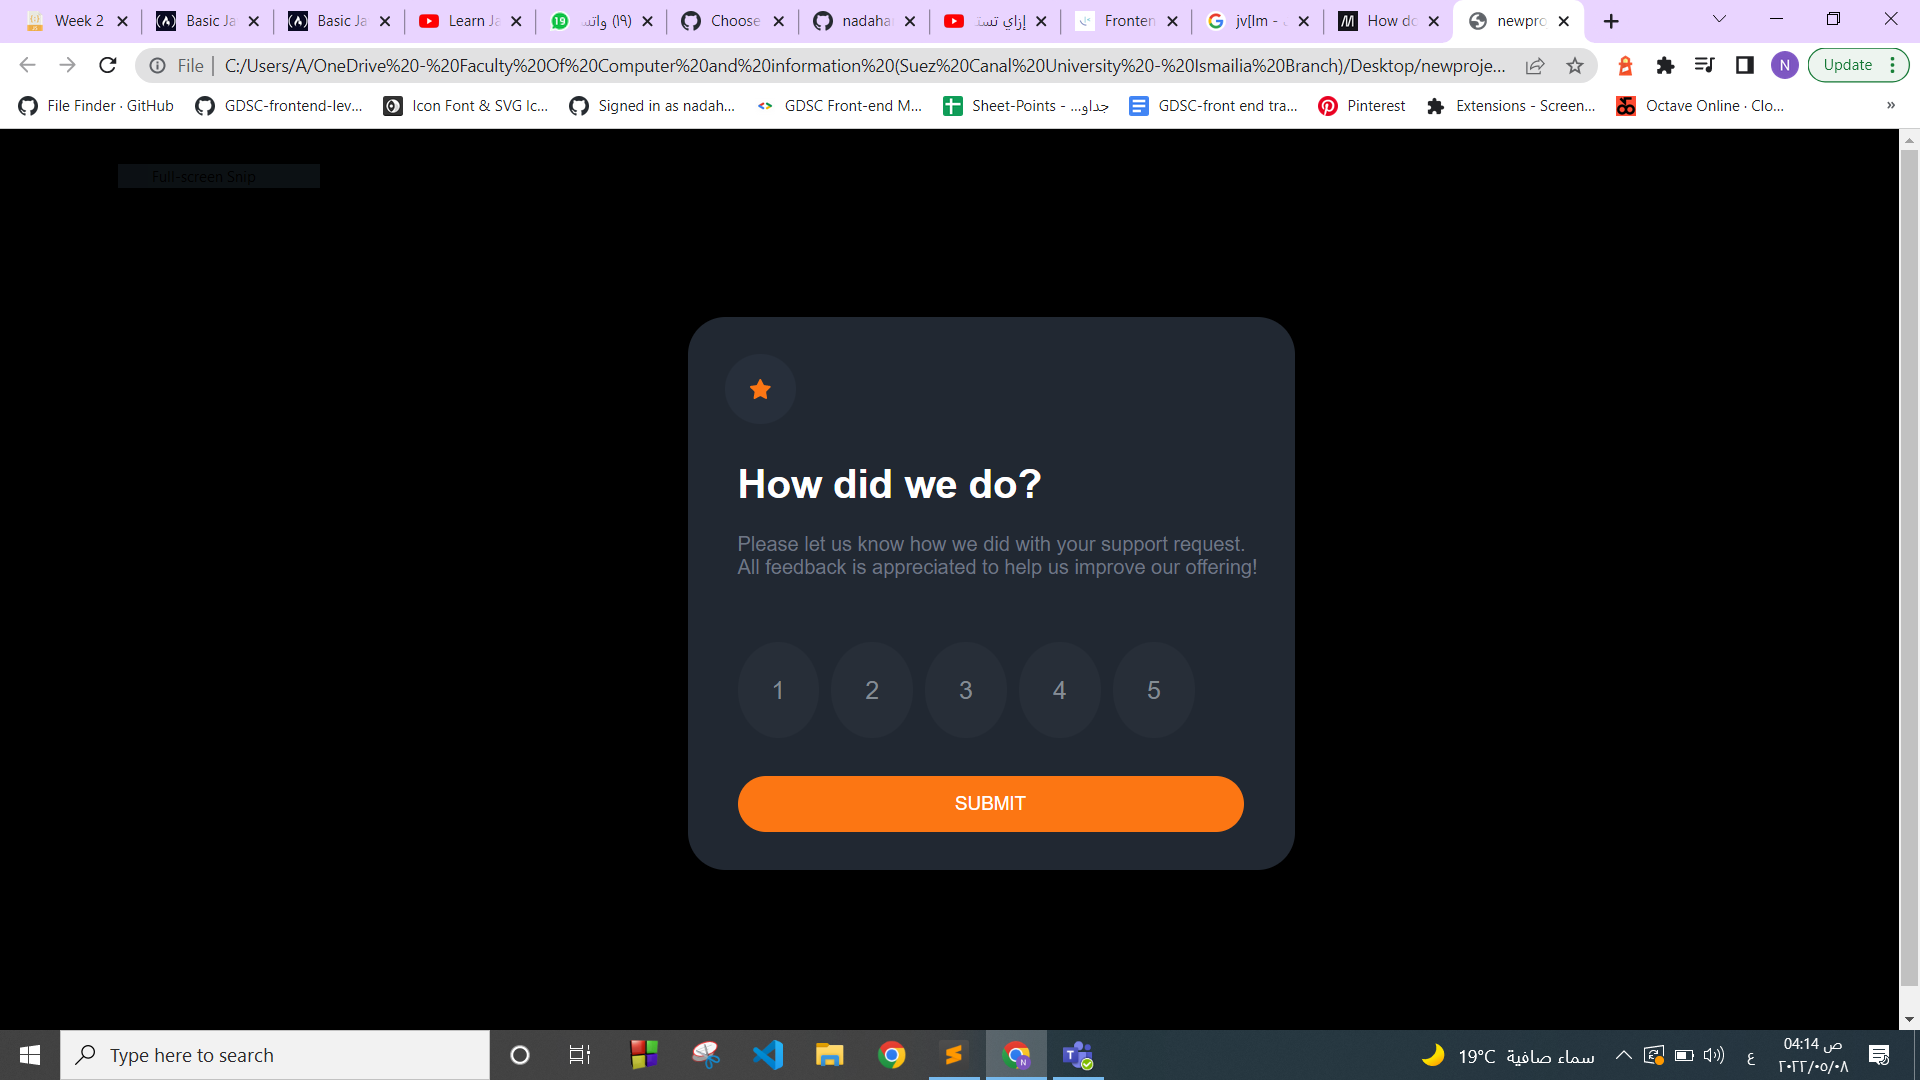 Week 2
Basic Ja
Basic Ja
Learn Ja
(١٩) واتس
Choose
nadaha
إزاي تست
Fronten
jv[lm -
How do
newpro
File
C:/Users/A/OneDrive%20-%20Faculty%20Of%20Computer%20and%20information%20(Suez%20Canal%20University%20-%20Ismailia%20Branch)/Desktop/newproje...
N
Update
File Finder · GitHub
GDSC-frontend-lev...
Icon Font & SVG Ic...
Signed in as nadah...
GDSC Front-end M...
Sheet-Points - ...جداو
GDSC-front end tra...
Pinterest
Extensions - Screen...
Octave Online · Clo...
»
Full-screen Snip
How did we do?
Please let us know how we did with your support request.
All feedback is appreciated to help us improve our offering!
1 2 3 4 5
SUBMIT
Type here to search
19°C سماء صافية
ع
04:14 ص
٢٠٢٢/٠٥/٠٨